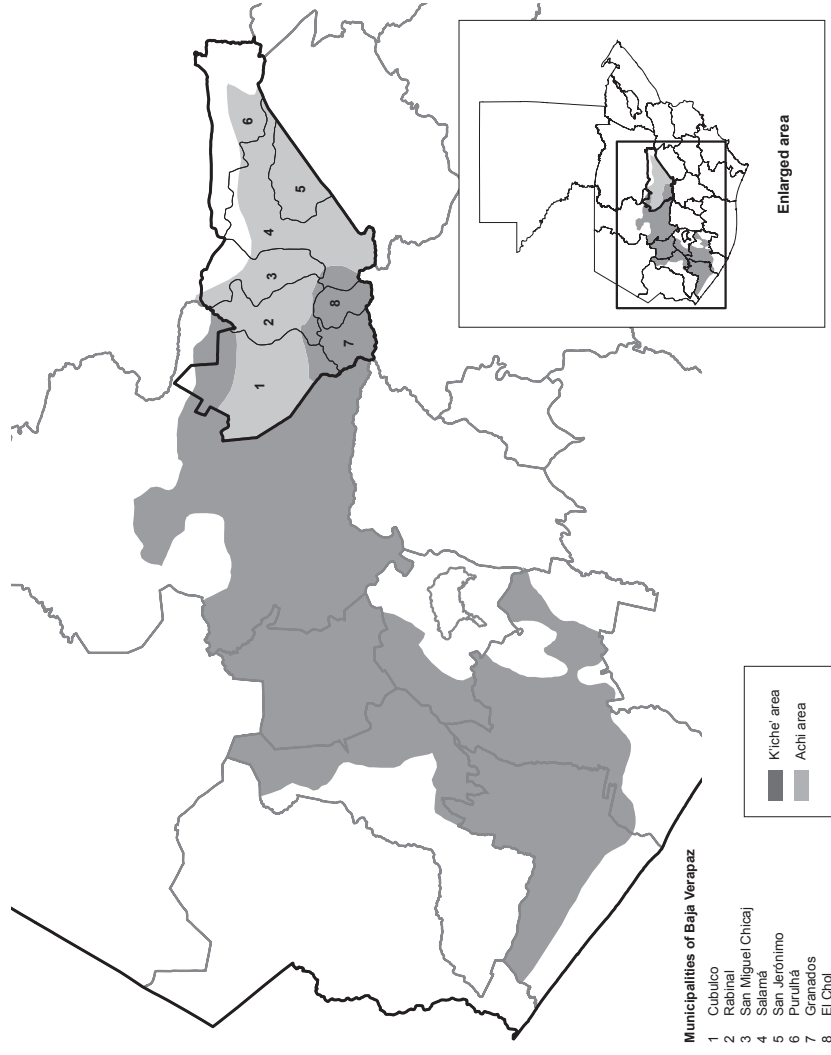 6
5
4
3
8
2
7
1
Enlarged area
K'iche' area
Achi area
Municipalities of Baja Verapaz
1 Cubulco
2 Rabinal
3 San Miguel Chicaj
4 Salamá
5 San Jerónimo
6 Purulhá
7 Granados
8 El Chol